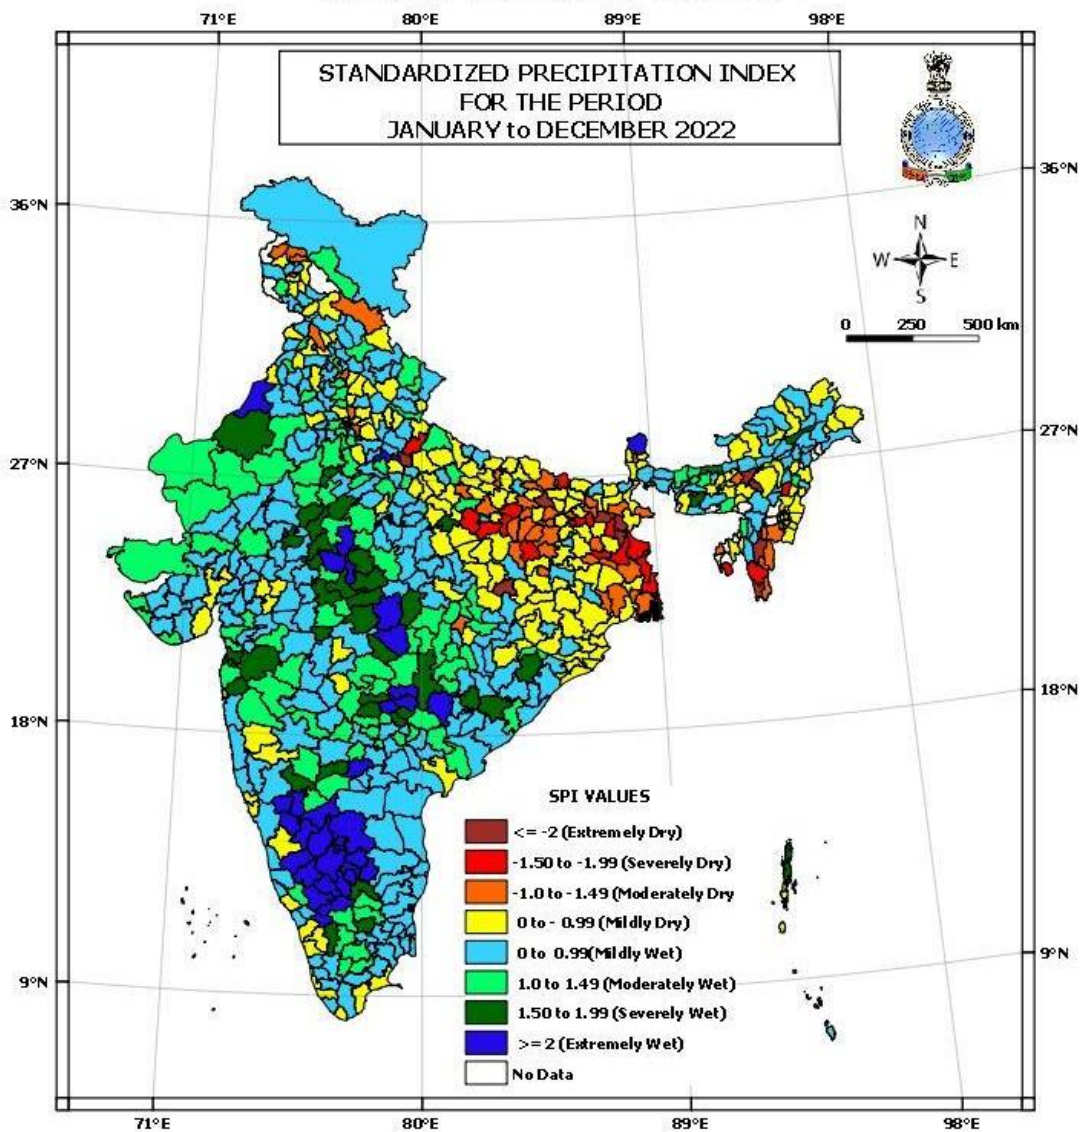 71°E 80°E 89°E 98°E
STANDARDIZED PRECIPITATION INDEX
FOR THE PERIOD
JANUARY to DECEMBER 2022
36°N 36°N
N
W E
S
0 250 500 km
27°N 27°N
18°N 18°N
SPI VALUES
<= -2 (Extremely Dry)
-1.50 to -1.99 (Severely Dry)
-1.0 to -1.49 (Moderately Dry
0 to - 0.99 (Mildly Dry)
0 to 0.99(Mildly Wet)
1.0 to 1.49 (Moderately Wet)
1.50 to 1.99 (Severely Wet)
>= 2 (Extremely Wet)
No Data
9°N 9°N
71°E 80°E 89°E 98°E